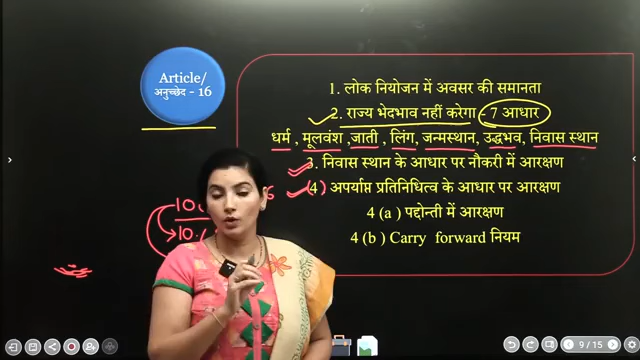 Article/
अनुच्छेद - 16
1. लोक नियोजन में अवसर की समानता
2. राज्य भेदभाव नहीं करेगा - 7 आधार
धर्म , मूलवंश ,जाती , लिंग , जन्मस्थान , उद्धभव , निवास स्थान
3. निवास स्थान के आधार पर नौकरी में आरक्षण
(4) अपर्याप्त प्रतिनिधित्व के आधार पर आरक्षण
4 ( a ) पद्दोन्ती में आरक्षण
4 ( b ) Carry forward नियम
9 / 15